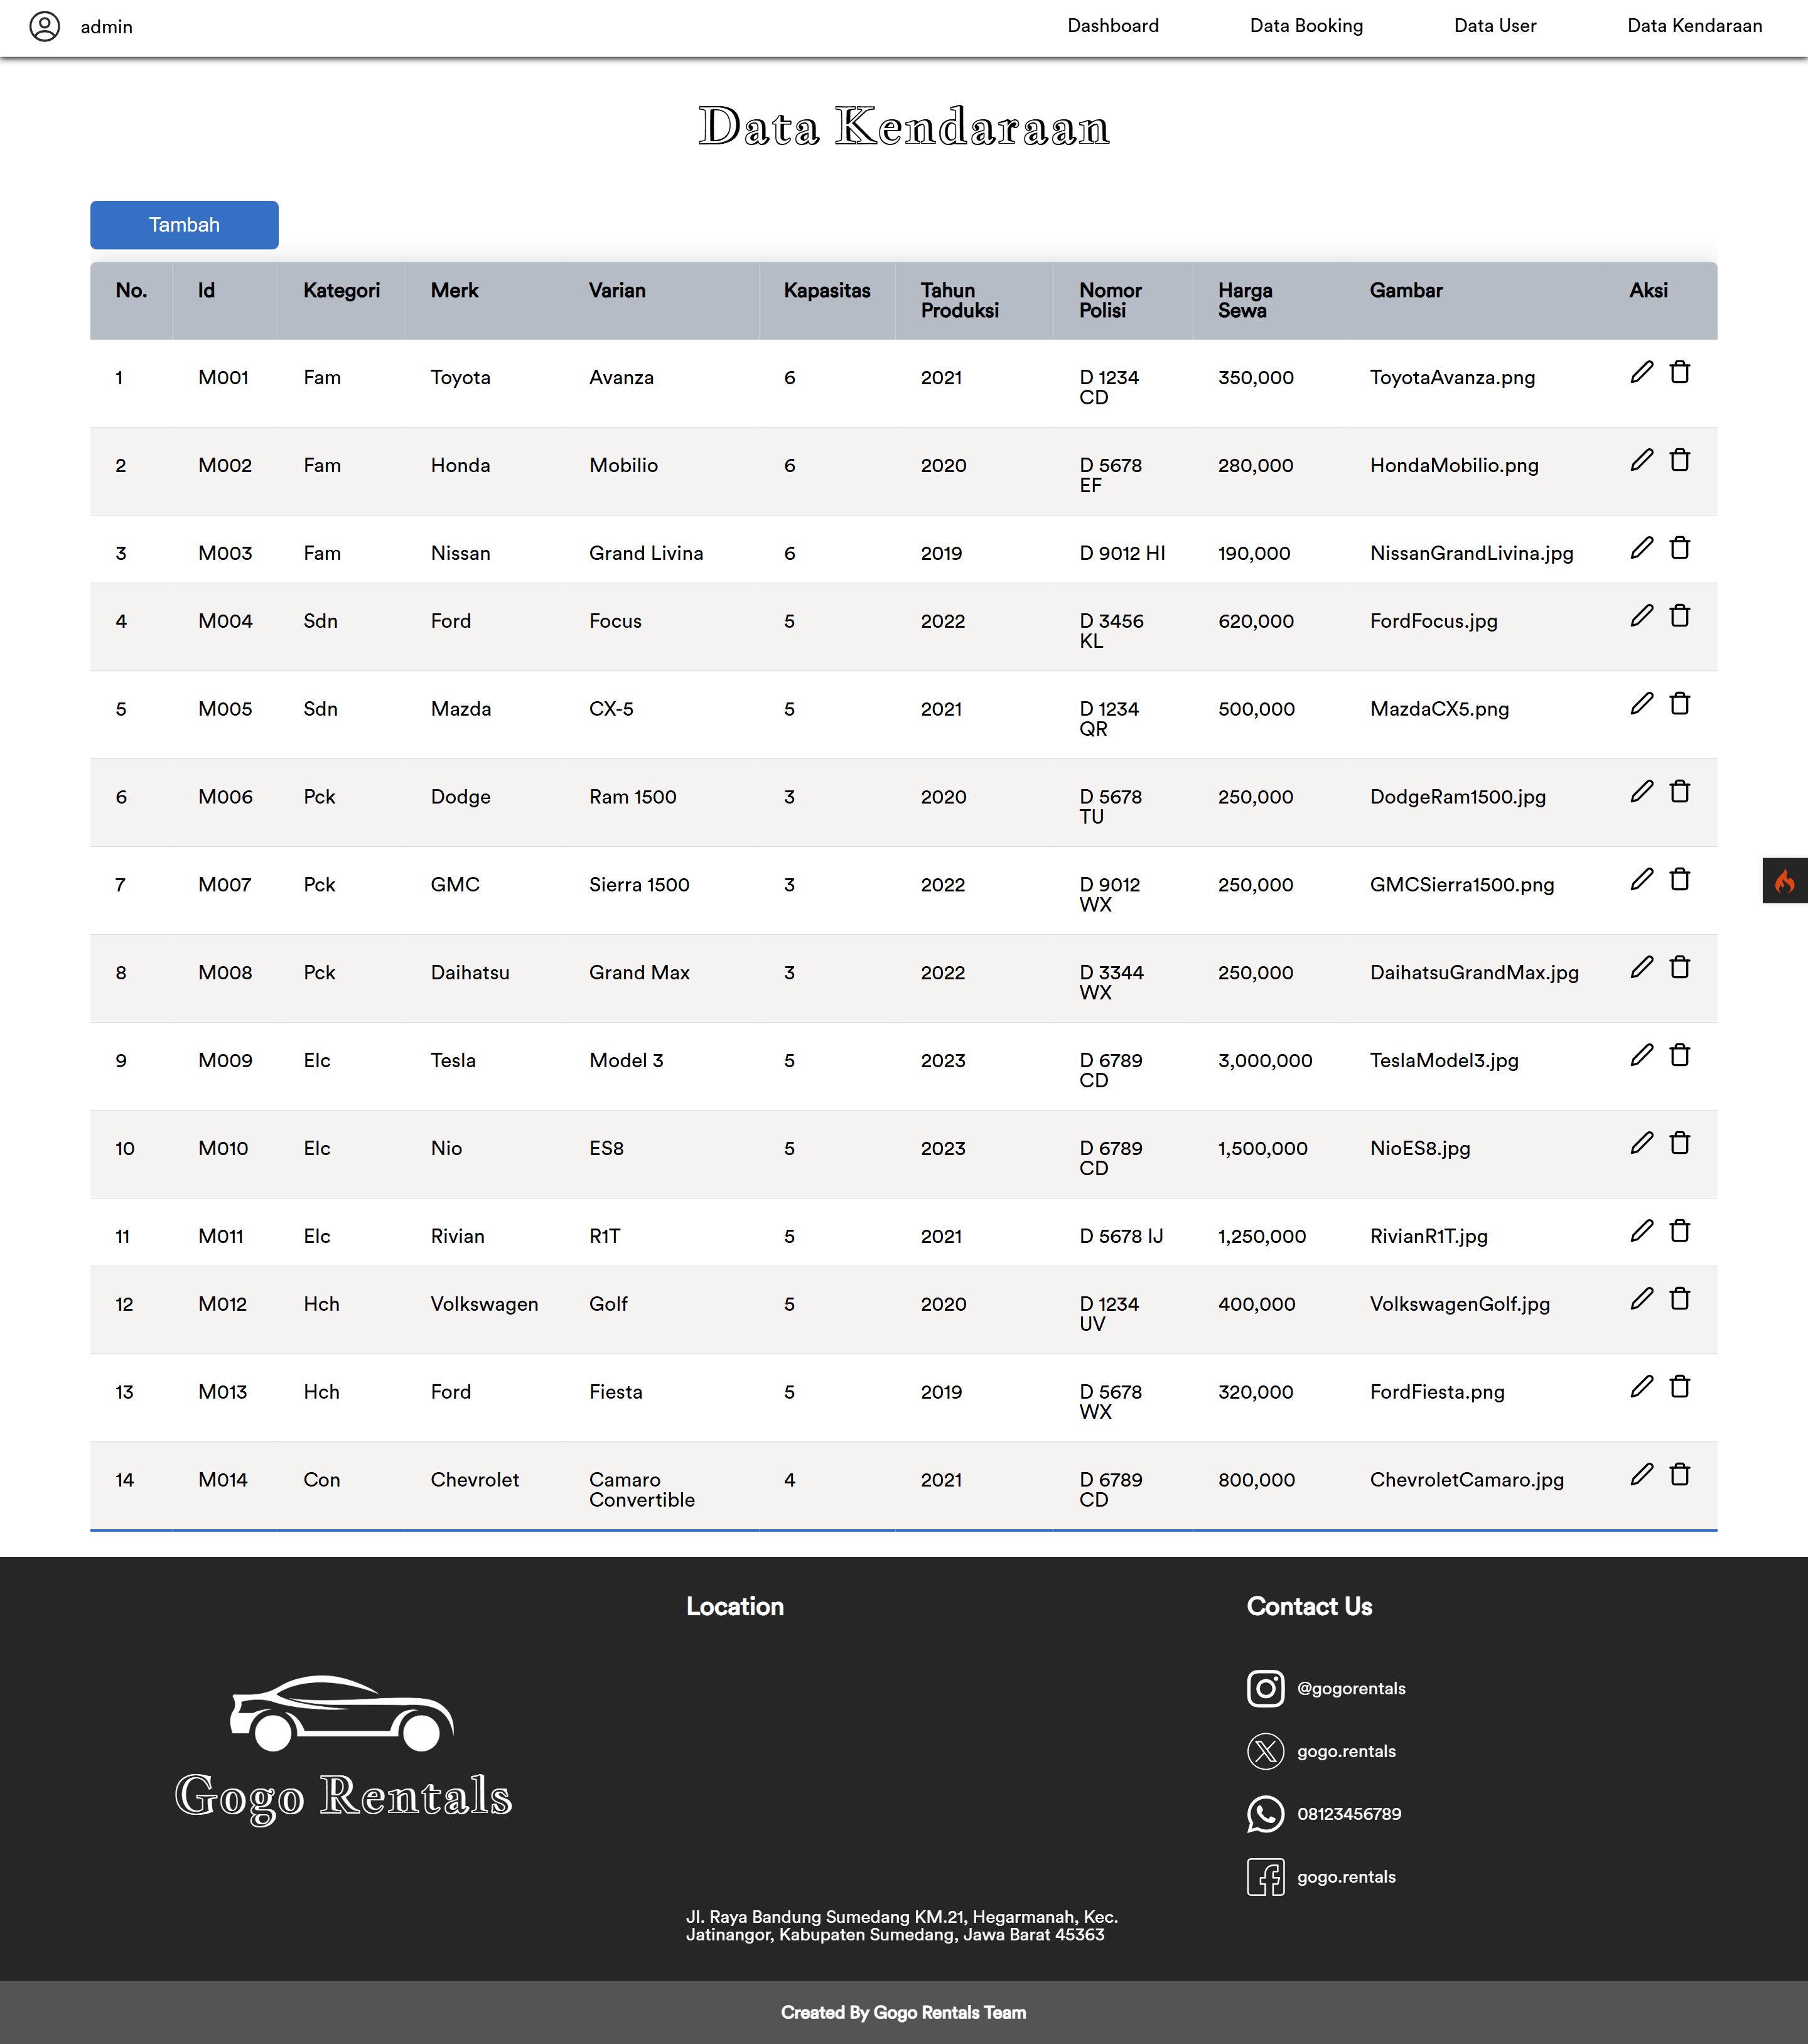 admin Dashboard Data Booking Data User Data Kendaraan
Data Kendaraan
Tambah
No. Id Kategori Merk Varian Kapasitas Tahun Produksi Nomor Polisi Harga Sewa Gambar Aksi
1 M001 Fam Toyota Avanza 6 2021 D 1234 CD 350,000 ToyotaAvanza.png
2 M002 Fam Honda Mobilio 6 2020 D 5678 EF 280,000 HondaMobilio.png
3 M003 Fam Nissan Grand Livina 6 2019 D 9012 HI 190,000 NissanGrandLivina.jpg
4 M004 Sdn Ford Focus 5 2022 D 3456 KL 620,000 FordFocus.jpg
5 M005 Sdn Mazda CX-5 5 2021 D 1234 QR 500,000 MazdaCX5.png
6 M006 Pck Dodge Ram 1500 3 2020 D 5678 TU 250,000 DodgeRam1500.jpg
7 M007 Pck GMC Sierra 1500 3 2022 D 9012 WX 250,000 GMCSierra1500.png
8 M008 Pck Daihatsu Grand Max 3 2022 D 3344 WX 250,000 DaihatsuGrandMax.jpg
9 M009 Elc Tesla Model 3 5 2023 D 6789 CD 3,000,000 TeslaModel3.jpg
10 M010 Elc Nio ES8 5 2023 D 6789 CD 1,500,000 NioES8.jpg
11 M011 Elc Rivian R1T 5 2021 D 5678 IJ 1,250,000 RivianR1T.jpg
12 M012 Hch Volkswagen Golf 5 2020 D 1234 UV 400,000 VolkswagenGolf.jpg
13 M013 Hch Ford Fiesta 5 2019 D 5678 WX 320,000 FordFiesta.png
14 M014 Con Chevrolet Camaro Convertible 4 2021 D 6789 CD 800,000 ChevroletCamaro.jpg
Gogo Rentals
Location
Jl. Raya Bandung Sumedang KM.21, Hegarmanah, Kec.
Jatinangor, Kabupaten Sumedang, Jawa Barat 45363
Contact Us
@gogorentals
gogo.rentals
08123456789
gogo.rentals
Created By Gogo Rentals Team